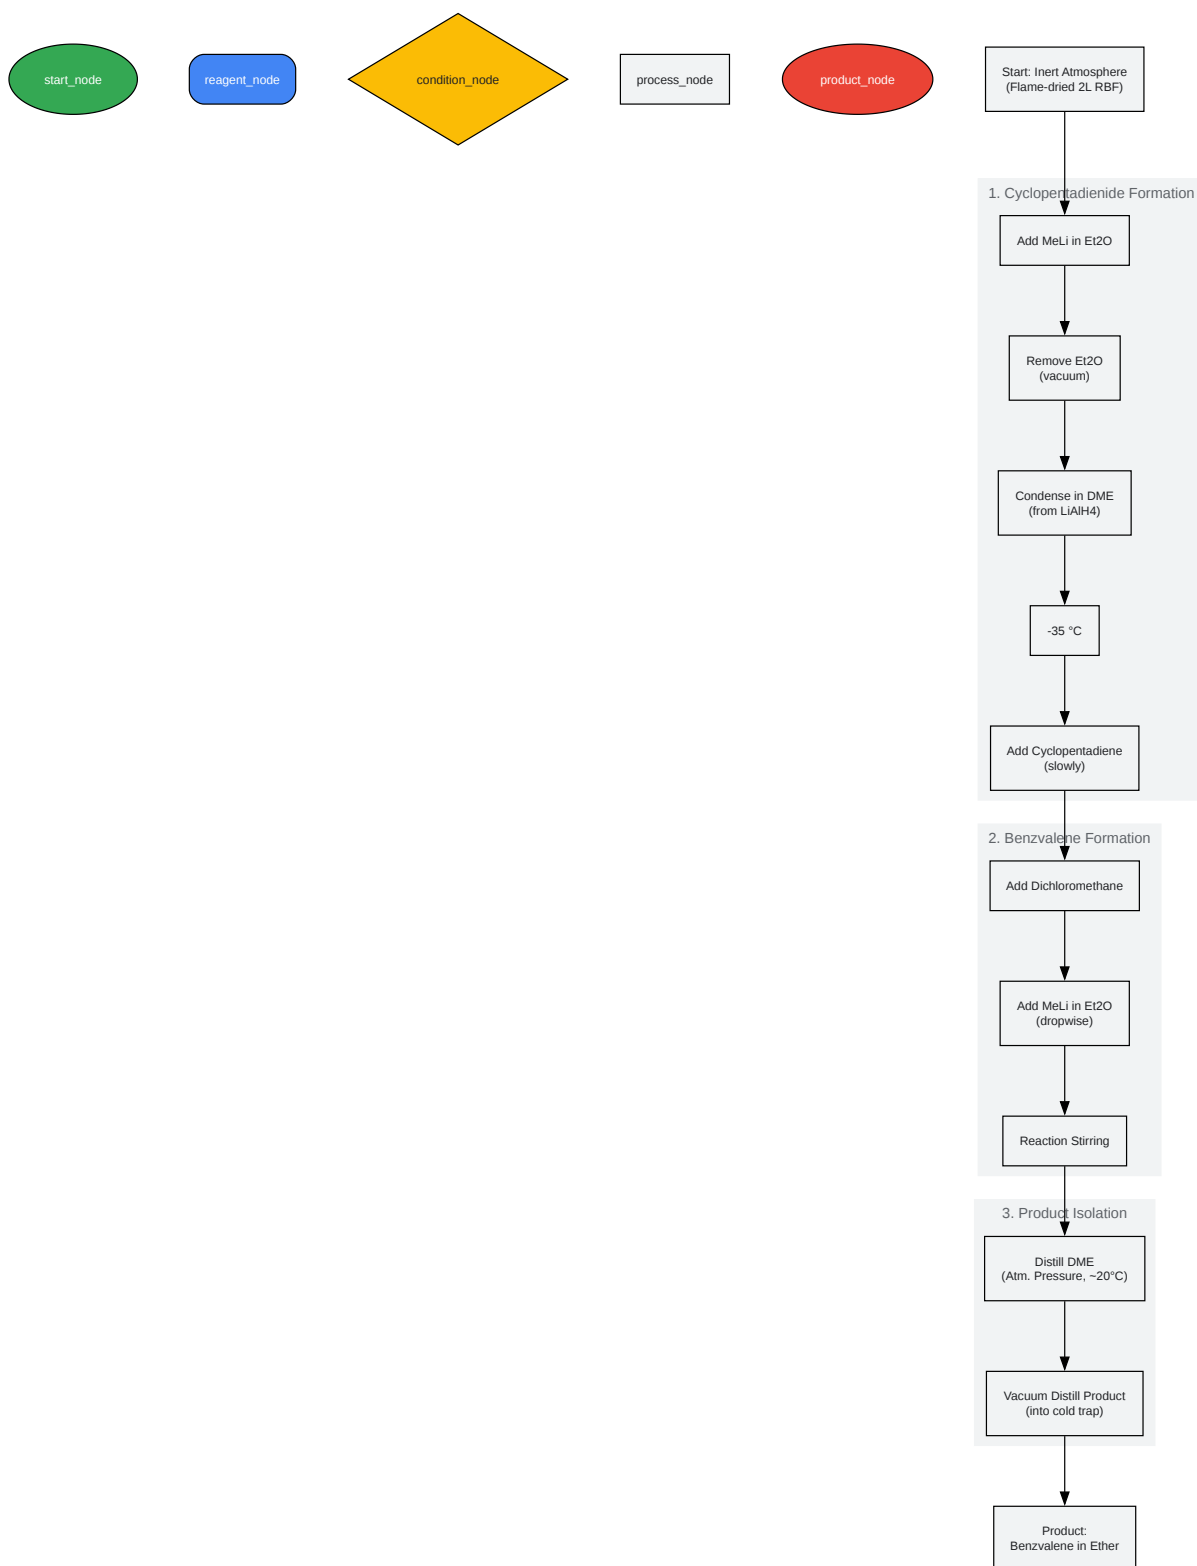 start_node
reagent_node
condition_node
process_node
product_node
Start: Inert Atmosphere
(Flame-dried 2L RBF)
1. Cyclopentadienide Formation
Add MeLi in Et2O
Remove Et2O
(vacuum)
Condense in DME
(from LiAlH4)
-35 °C
Add Cyclopentadiene
(slowly)
2. Benzvalene Formation
Add Dichloromethane
Add MeLi in Et2O
(dropwise)
Reaction Stirring
3. Product Isolation
Distill DME
(Atm. Pressure, ~20°C)
Vacuum Distill Product
(into cold trap)
Product:
Benzvalene in Ether